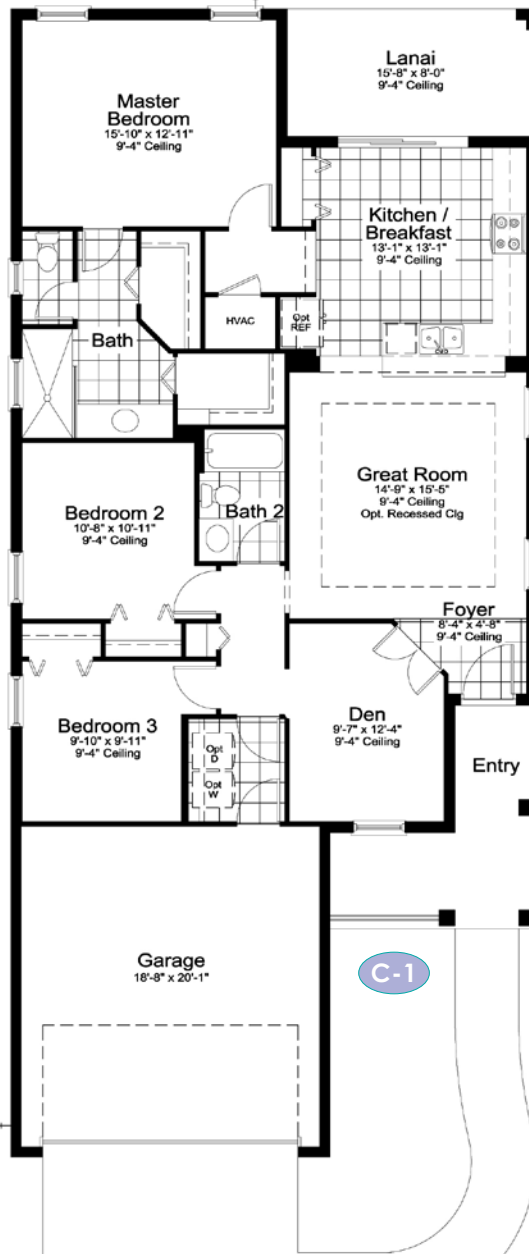 Lanai
15'-8" x 8'-0"
9'-4" Ceiling
Master
Bedroom
15'-10" x 12'-11"
9'-4" Ceiling
Kitchen /
Breakfast
13'-1" x 13'-1"
9'-4" Ceiling
HVAC
Opt
REF
Bath
Great Room
14'-9" x 15'-5"
9'-4" Ceiling
Opt. Recessed Clg
Bedroom 2
10'-8" x 10'-11"
9'-4" Ceiling
Bath 2
Foyer
8'-4" x 4'-8"
9'-4" Ceiling
Bedroom 3
9'-10" x 9'-11"
9'-4" Ceiling
Opt
D
Opt
W
Den
9'-7" x 12'-4"
9'-4" Ceiling
Entry
Garage
18'-8" x 20'-1"
C-1